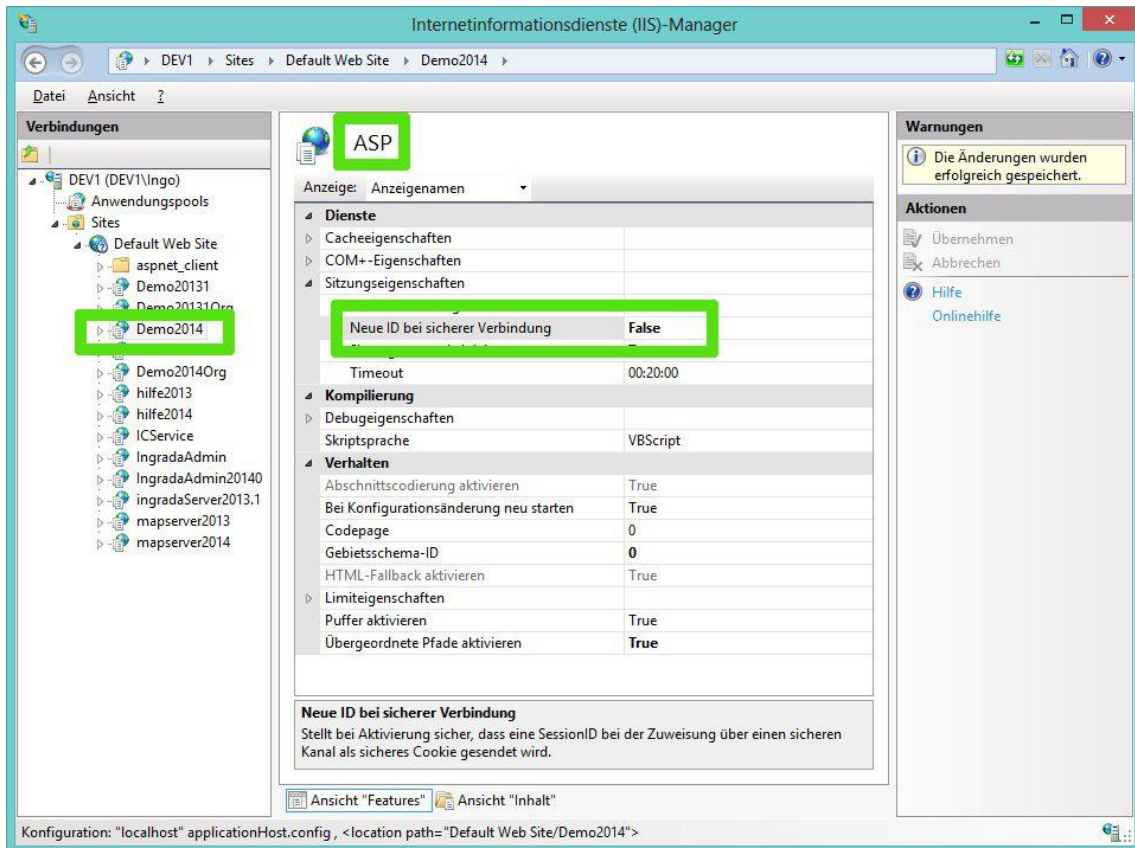 Internetinformationsdienste (IIS)-Manager
DEV1 Sites Default Web Site Demo2014
Datei Ansicht ?
Verbindungen
DEV1 (DEV1\Ingo)
Anwendungspools
Sites
Default Web Site
aspnet_client
Demo20131
Demo20131Org
Demo2014
Demo2014Org
hilfe2013
hilfe2014
ICService
IngradaAdmin
IngradaAdmin20140
ingradaServer2013.1
mapserver2013
mapserver2014
ASP
Anzeige: Anzeigenamen
Dienste
Cacheeigenschaften
COM+-Eigenschaften
Sitzungseigenschaften
Neue ID bei sicherer Verbindung False
Timeout 00:20:00
Kompilierung
Debugeigenschaften
Skriptsprache VBScript
Verhalten
Abschnittscodierung aktivieren True
Bei Konfigurationsänderung neu starten True
Codepage 0
Gebietsschema-ID 0
HTML-Fallback aktivieren True
Limiteigenschaften
Puffer aktivieren True
Übergeordnete Pfade aktivieren True
Neue ID bei sicherer Verbindung
Stellt bei Aktivierung sicher, dass eine SessionID bei der Zuweisung über einen sicheren
Kanal als sicheres Cookie gesendet wird.
Ansicht "Features" Ansicht "Inhalt"
Warnungen
Die Änderungen wurden
erfolgreich gespeichert.
Aktionen
Übernehmen
Abbrechen
Hilfe
Onlinehilfe
Konfiguration: "localhost" applicationHost.config , <location path="Default Web Site/Demo2014">